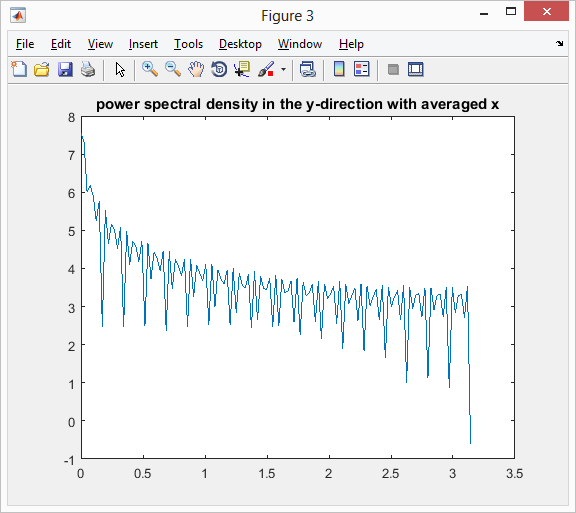 Figure 3
File Edit View Insert Tools Desktop Window Help
power spectral density in the y-direction with averaged x
8
7
6
5
4
3
2
1
0
-1
0 0.5 1 1.5 2 2.5 3 3.5